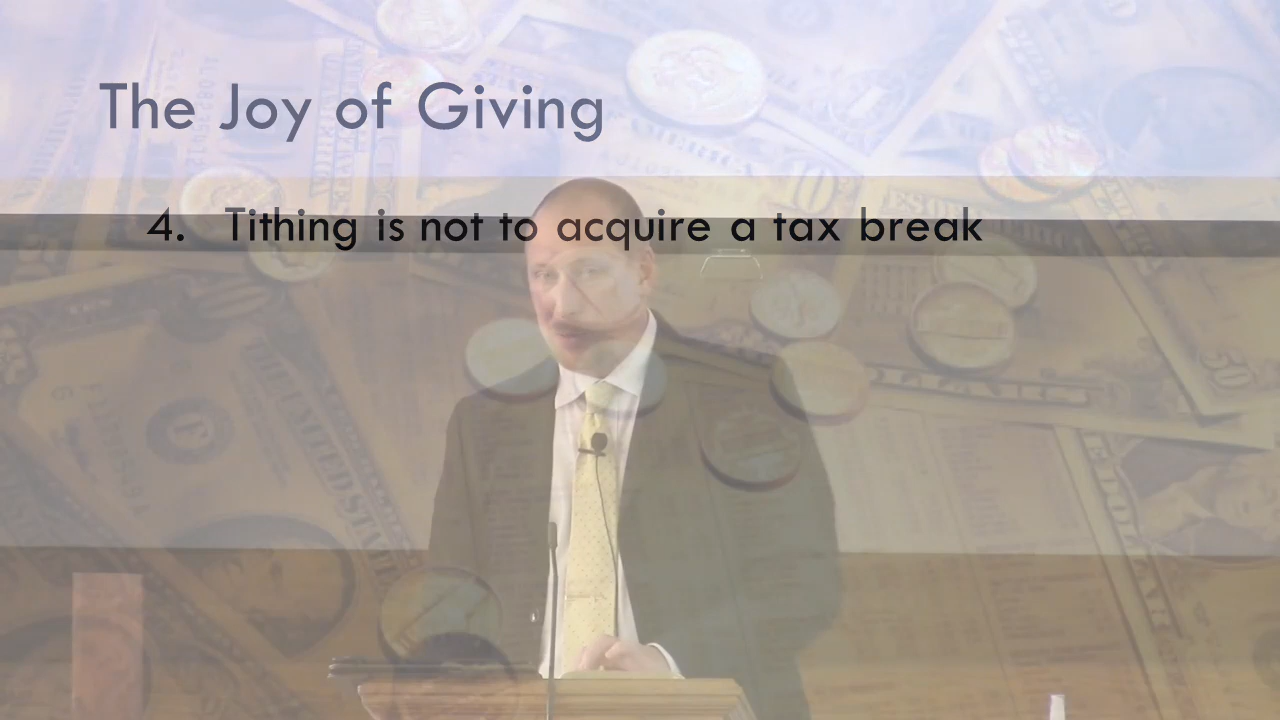 The Joy of Giving
4. Tithing is not to acquire a tax break